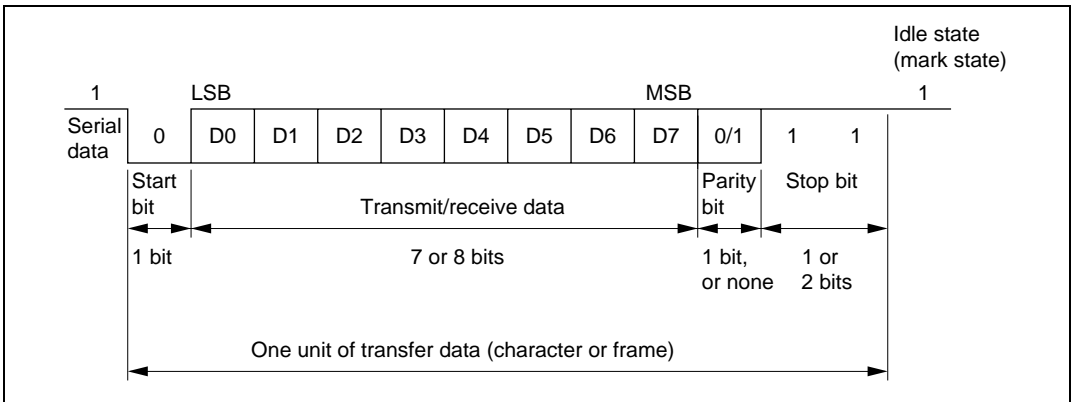 Idle state
(mark state)
1 LSB MSB 1
Serial
data
0 D0 D1 D2 D3 D4 D5 D6 D7 0/1 1 1
Start
bit
Transmit/receive data
Parity
bit
Stop bit
1 bit
7 or 8 bits
1 bit,
or none
1 or
2 bits
One unit of transfer data (character or frame)